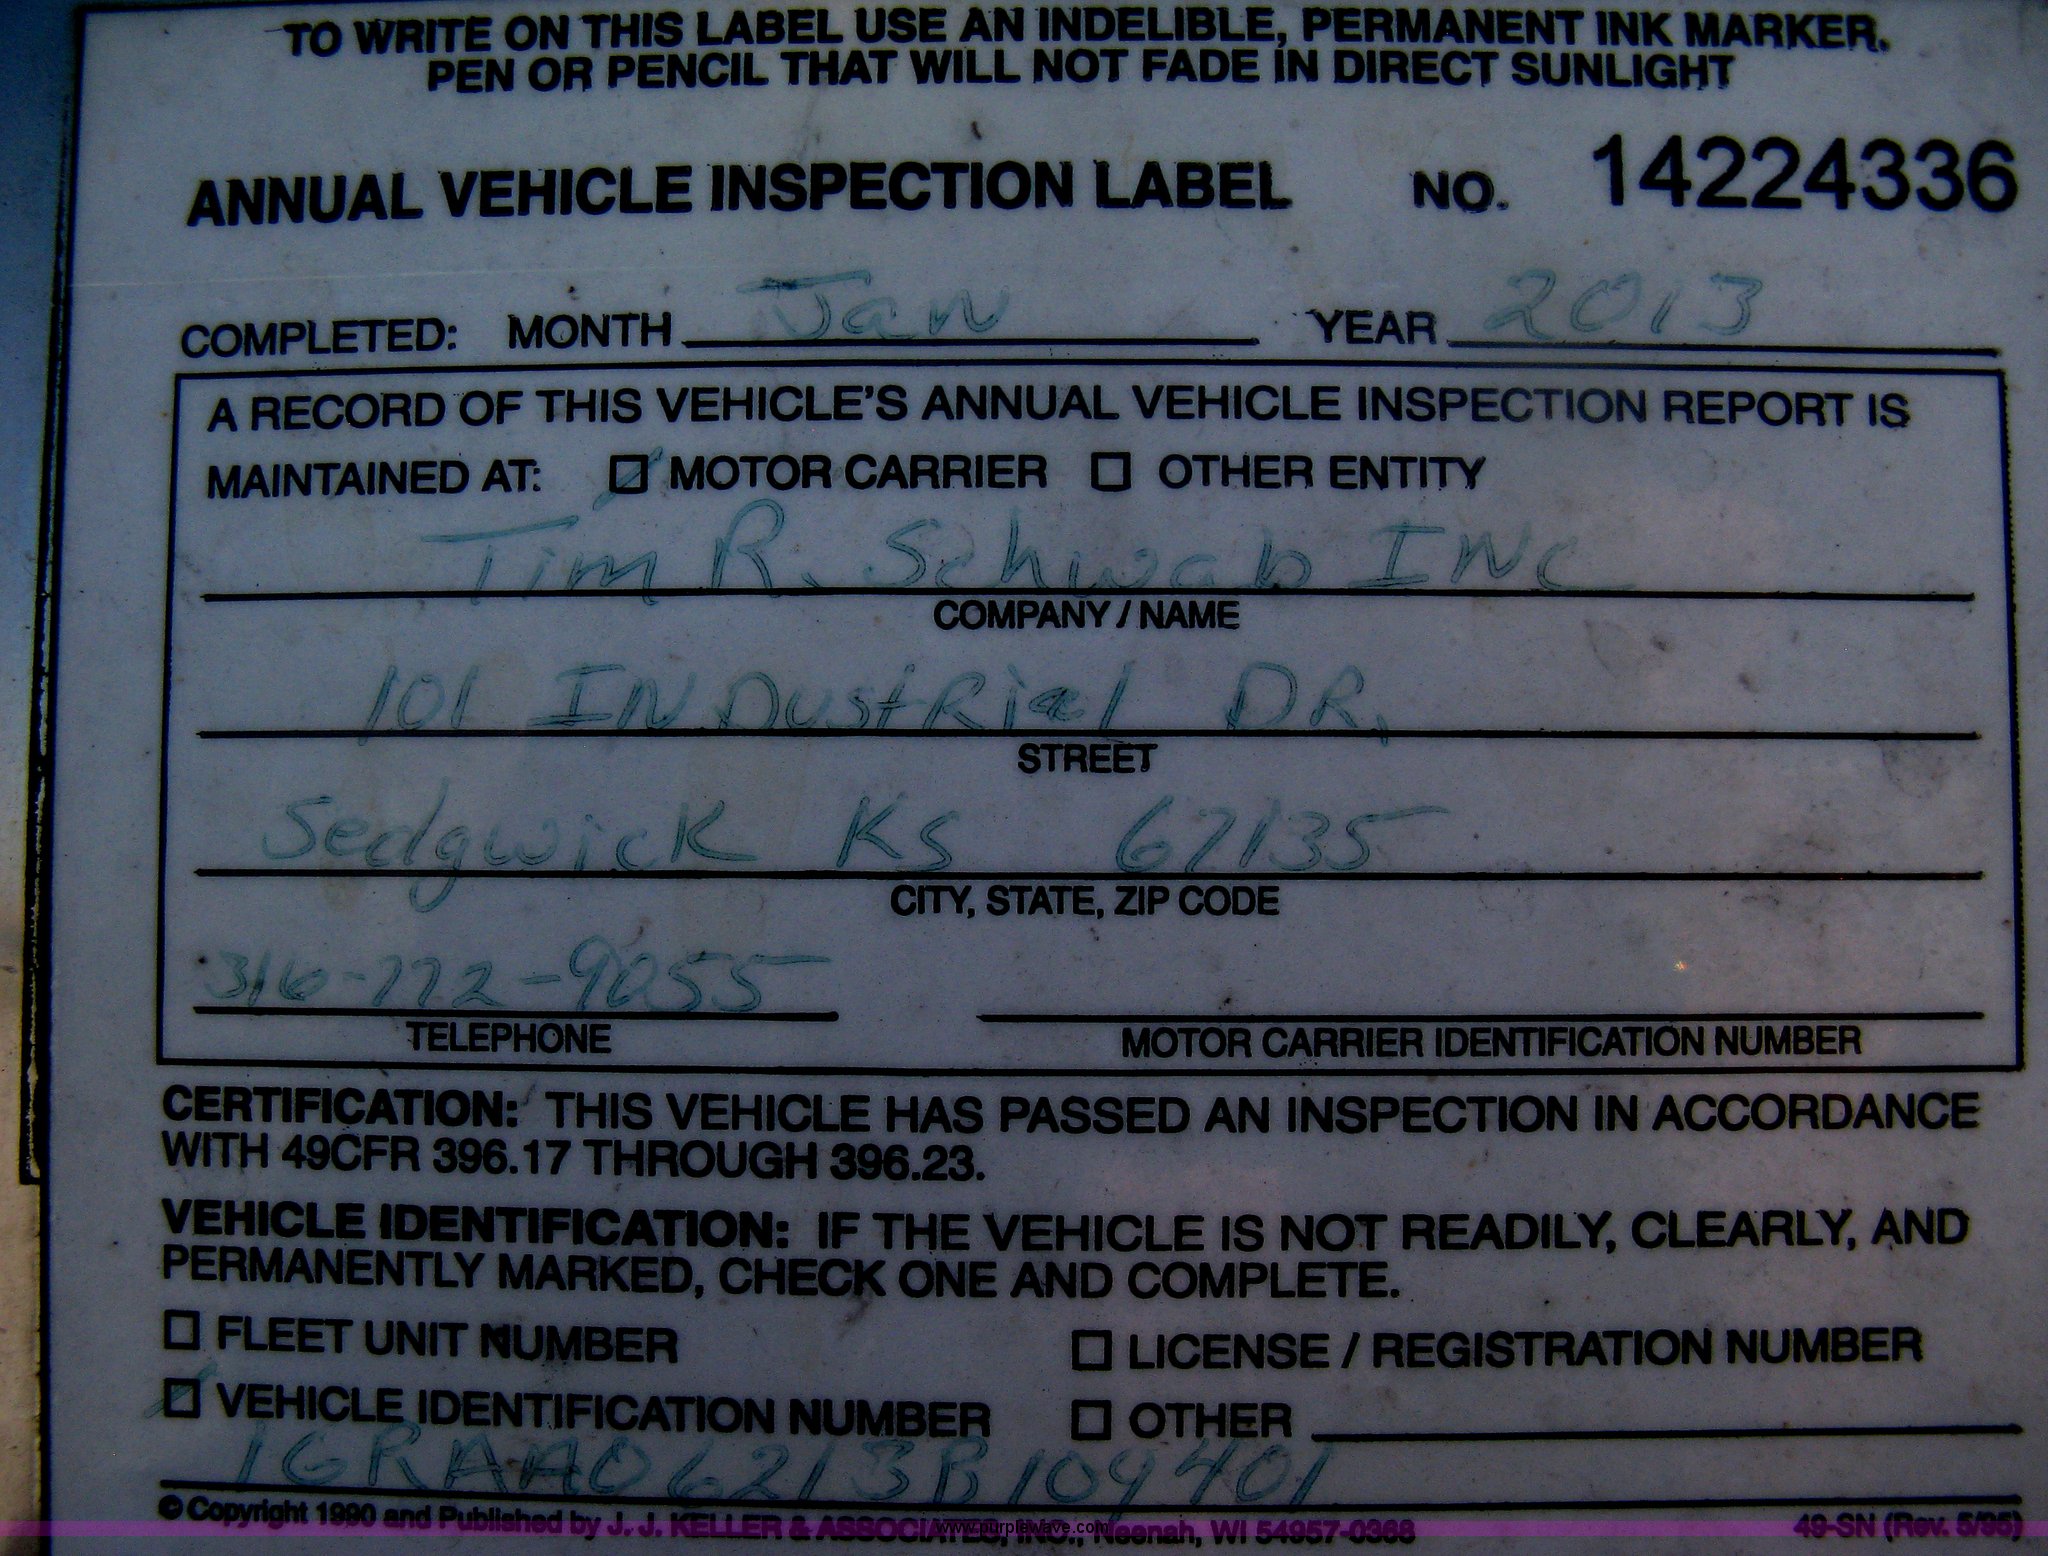 TO WRITE ON THIS LABEL USE AN INDELIBLE, PERMANENT INK MARKER,
PEN OR PENCIL THAT WILL NOT FADE IN DIRECT SUNLIGHT
ANNUAL VEHICLE INSPECTION LABEL NO. 14224336
COMPLETED: MONTH Jan YEAR 2013
A RECORD OF THIS VEHICLE'S ANNUAL VEHICLE INSPECTION REPORT IS
MAINTAINED AT: MOTOR CARRIER OTHER ENTITY
Tim R. Schwab INC
COMPANY / NAME
101 INDustRial DR.
STREET
Sedgwick KS 67135
CITY, STATE, ZIP CODE
316-772-9055
TELEPHONE MOTOR CARRIER IDENTIFICATION NUMBER
CERTIFICATION: THIS VEHICLE HAS PASSED AN INSPECTION IN ACCORDANCE
WITH 49CFR 396.17 THROUGH 396.23.
VEHICLE IDENTIFICATION: IF THE VEHICLE IS NOT READILY, CLEARLY, AND
PERMANENTLY MARKED, CHECK ONE AND COMPLETE.
FLEET UNIT NUMBER LICENSE / REGISTRATION NUMBER
VEHICLE IDENTIFICATION NUMBER OTHER
1GRAA06213B109401
© Copyright 1990 and Published by J. J. KELLER & ASSOCIATES, INC., Neenah, WI 54957-0368 49-SN (Rev. 5/95)
www.purplewave.com